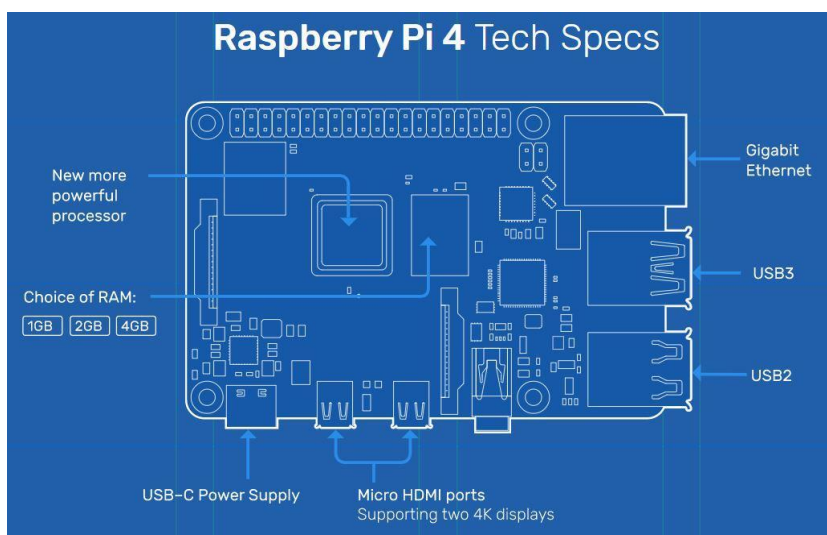 Raspberry Pi 4 Tech Specs
New more
powerful
processor
Gigabit
Ethernet
USB3
Choice of RAM:
1GB 2GB 4GB
USB2
USB-C Power Supply
Micro HDMI ports
Supporting two 4K displays